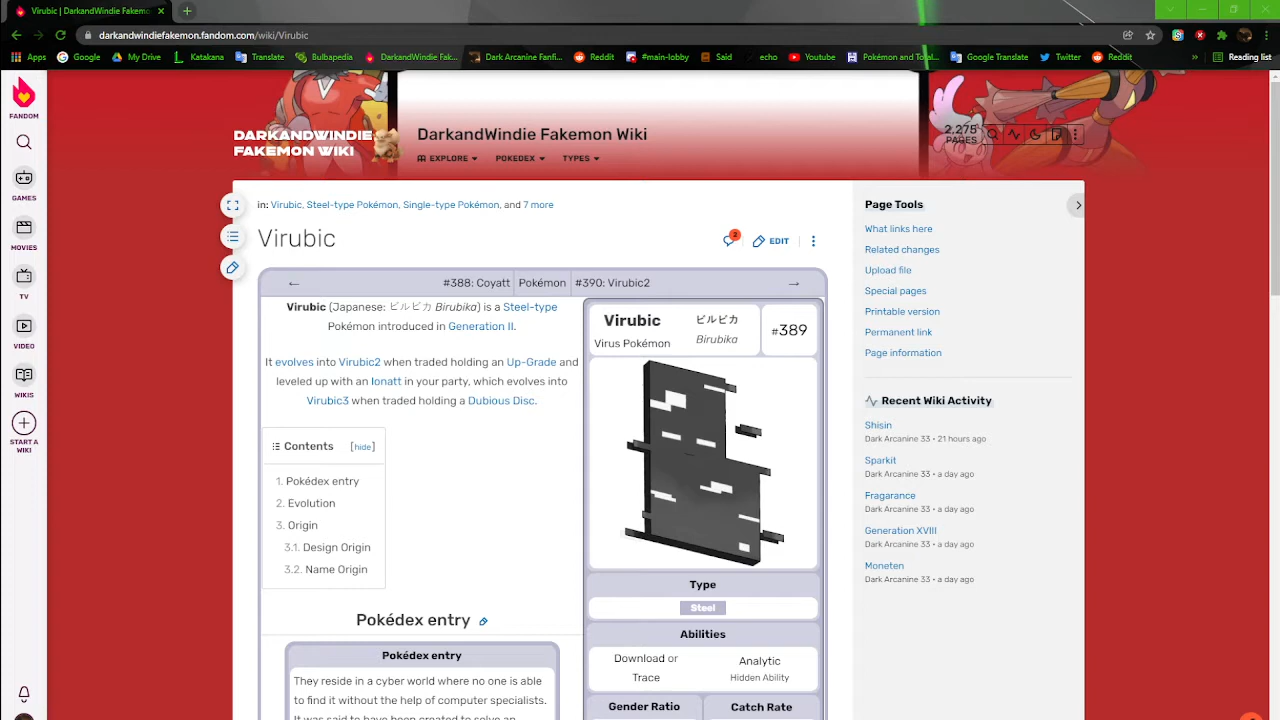 Virubic | DarkandWindie Fakemo
darkandwindiefakemon.fandom.com/wiki/Virubic
Apps Google My Drive Katakana Translate Bulbapedia DarkandWindie Fak... Dark Arcanine Fanfi... Reddit #main-lobby Said echo Youtube Pokémon and Total... Google Translate Twitter Reddit » Reading list
FANDOM
GAMES
MOVIES
TV
VIDEO
WIKIS
START A
WIKI
DARKANDWINDIE
FAKEMON WIKI
DarkandWindie Fakemon Wiki
EXPLORE POKEDEX TYPES
2,275
PAGES
in: Virubic, Steel-type Pokémon, Single-type Pokémon, and 7 more
Virubic
2
EDIT
← #388: Coyatt Pokémon #390: Virubic2 →
Virubic (Japanese: ビルビカ Birubika) is a Steel-type
Pokémon introduced in Generation II.
It evolves into Virubic2 when traded holding an Up-Grade and
leveled up with an Ionatt in your party, which evolves into
Virubic3 when traded holding a Dubious Disc.
Contents [hide]
1. Pokédex entry
2. Evolution
3. Origin
3.1. Design Origin
3.2. Name Origin
Pokédex entry
Pokédex entry
They reside in a cyber world where no one is able
to find it without the help of computer specialists.
It was said to have been created to solve an
Virubic
Virus Pokémon
ビルビカ
Birubika
#389
Type
Steel
Abilities
Download or
Trace
Analytic
Hidden Ability
Gender Ratio Catch Rate
Page Tools
What links here
Related changes
Upload file
Special pages
Printable version
Permanent link
Page information
Recent Wiki Activity
Shisin
Dark Arcanine 33 • 21 hours ago
Sparkit
Dark Arcanine 33 • a day ago
Fragarance
Dark Arcanine 33 • a day ago
Generation XVIII
Dark Arcanine 33 • a day ago
Moneten
Dark Arcanine 33 • a day ago